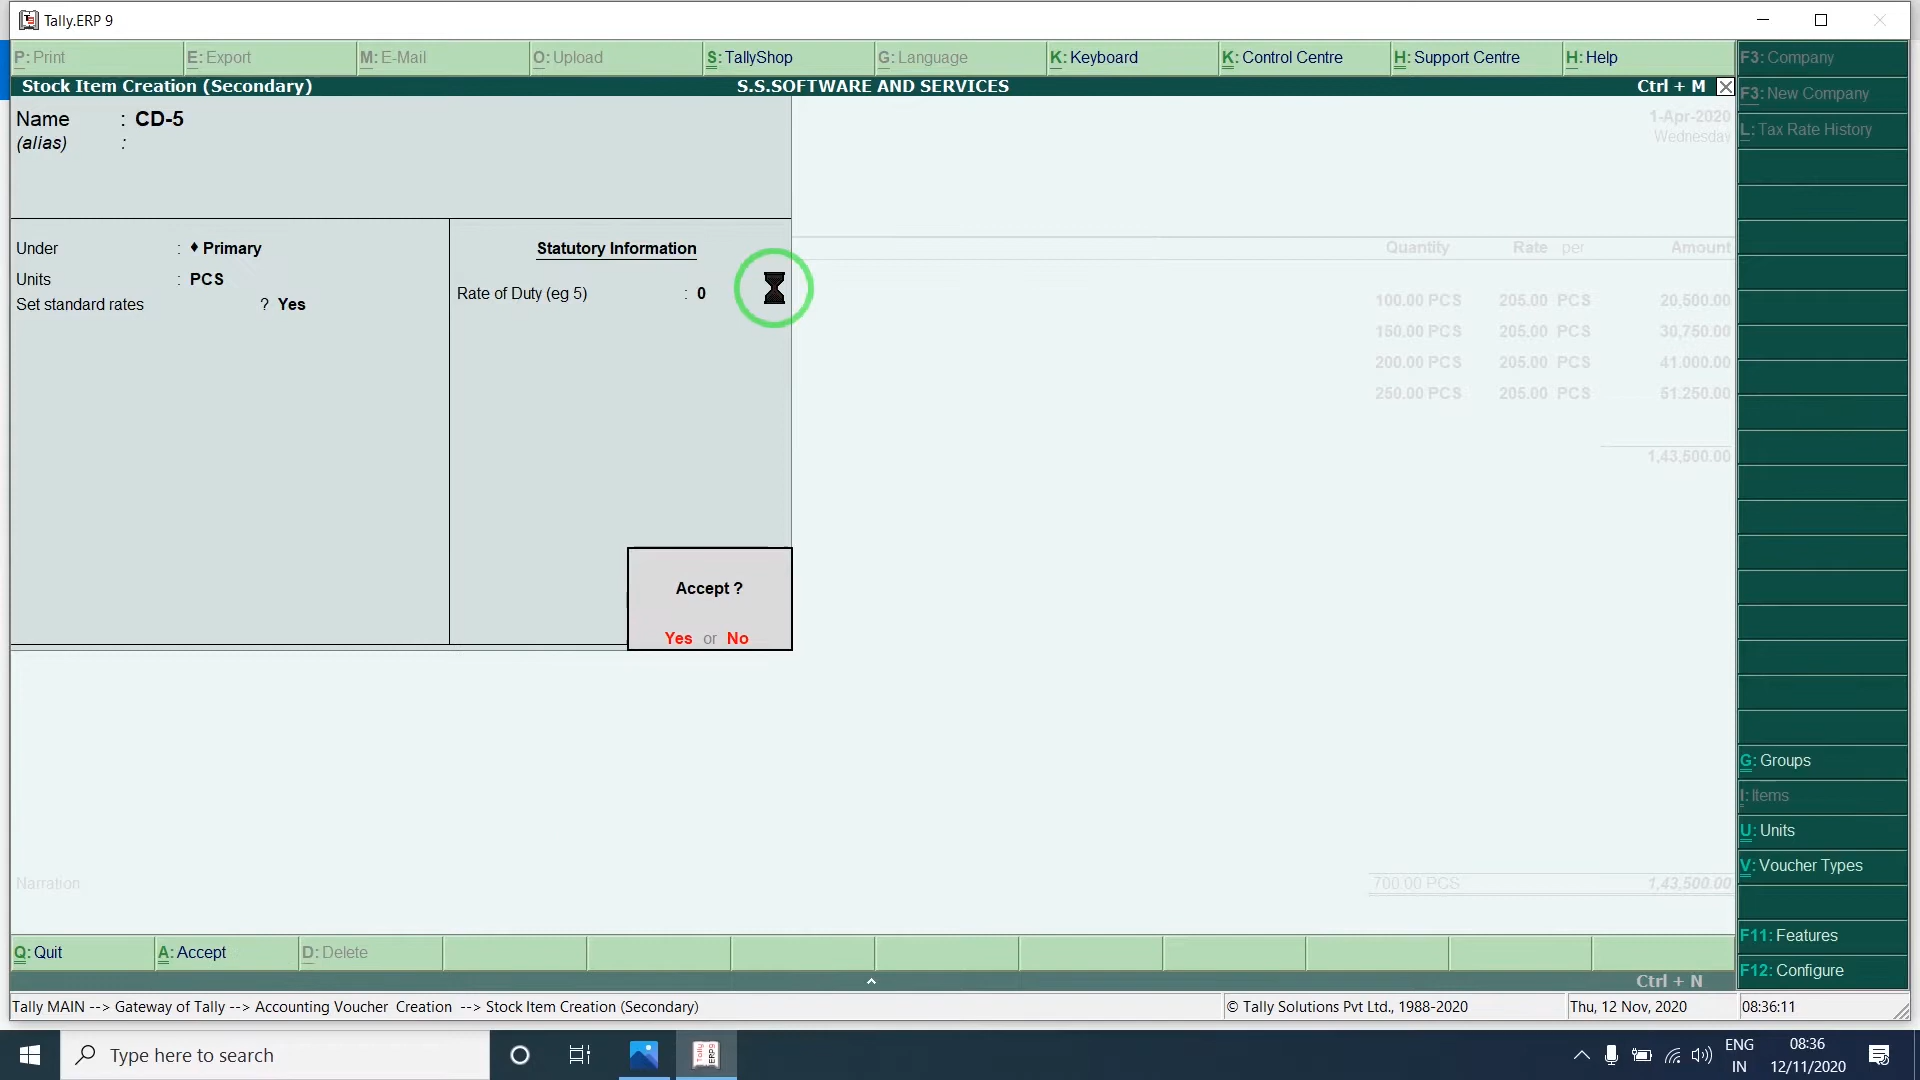 Tally.ERP 9
P: Print E: Export M: E-Mail O: Upload S: TallyShop G: Language K: Keyboard K: Control Centre H: Support Centre H: Help
Stock Item Creation (Secondary) S.S.SOFTWARE AND SERVICES Ctrl + M
Name : CD-5
(alias) :
1-Apr-2020
Wednesday
Under : ♦ Primary
Units : PCS
Set standard rates ? Yes
Statutory Information
Rate of Duty (eg 5) : 0
Quantity Rate per Amount
100.00 PCS 205.00 PCS 20,500.00
150.00 PCS 205.00 PCS 30,750.00
200.00 PCS 205.00 PCS 41,000.00
250.00 PCS 205.00 PCS 51,250.00
1,43,500.00
Accept ?
Yes or No
Narration 700.00 PCS 1,43,500.00
F3: Company
F3: New Company
L: Tax Rate History
G: Groups
I: Items
U: Units
V: Voucher Types
F11: Features
F12: Configure
Q: Quit A: Accept D: Delete
Ctrl + N
Tally MAIN --> Gateway of Tally --> Accounting Voucher Creation --> Stock Item Creation (Secondary) © Tally Solutions Pvt Ltd., 1988-2020 Thu, 12 Nov, 2020 08:36:11
Type here to search
Tally
ERP9
ENG
IN
08:36
12/11/2020